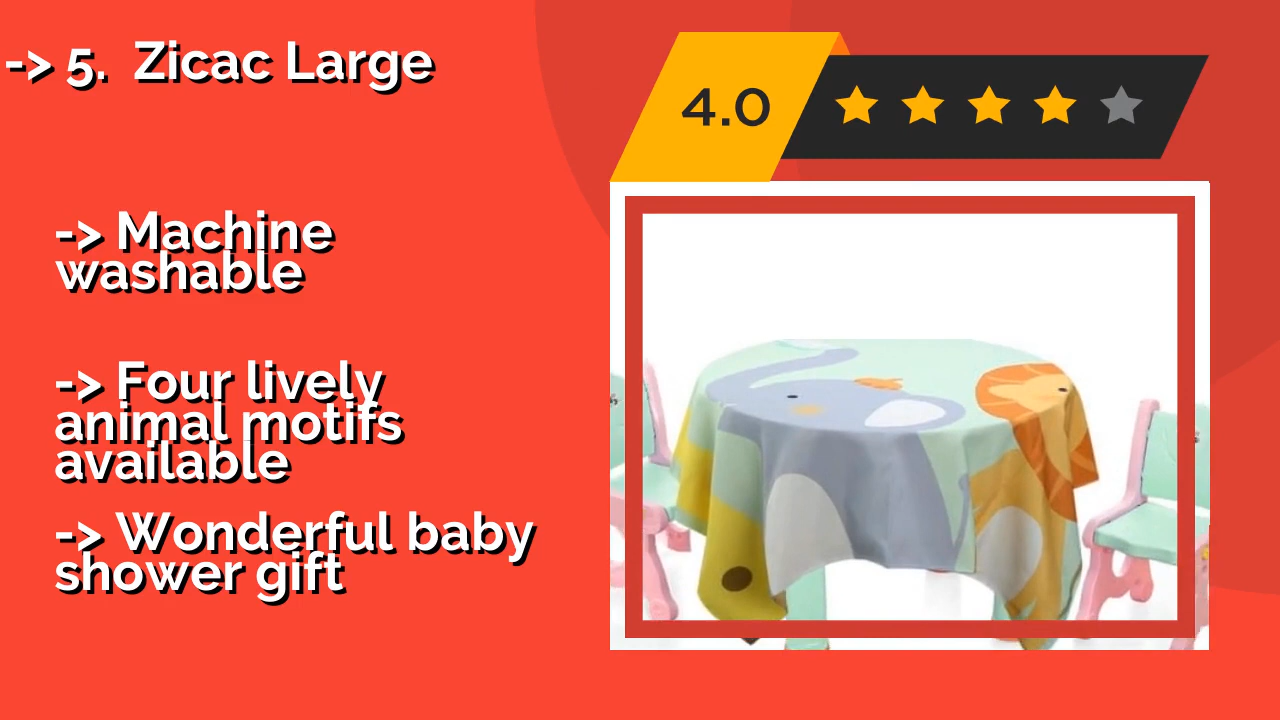 -> 5.  Zicac Large
4.0
-> Machine
washable
-> Four lively
animal motifs
available
-> Wonderful baby
shower gift